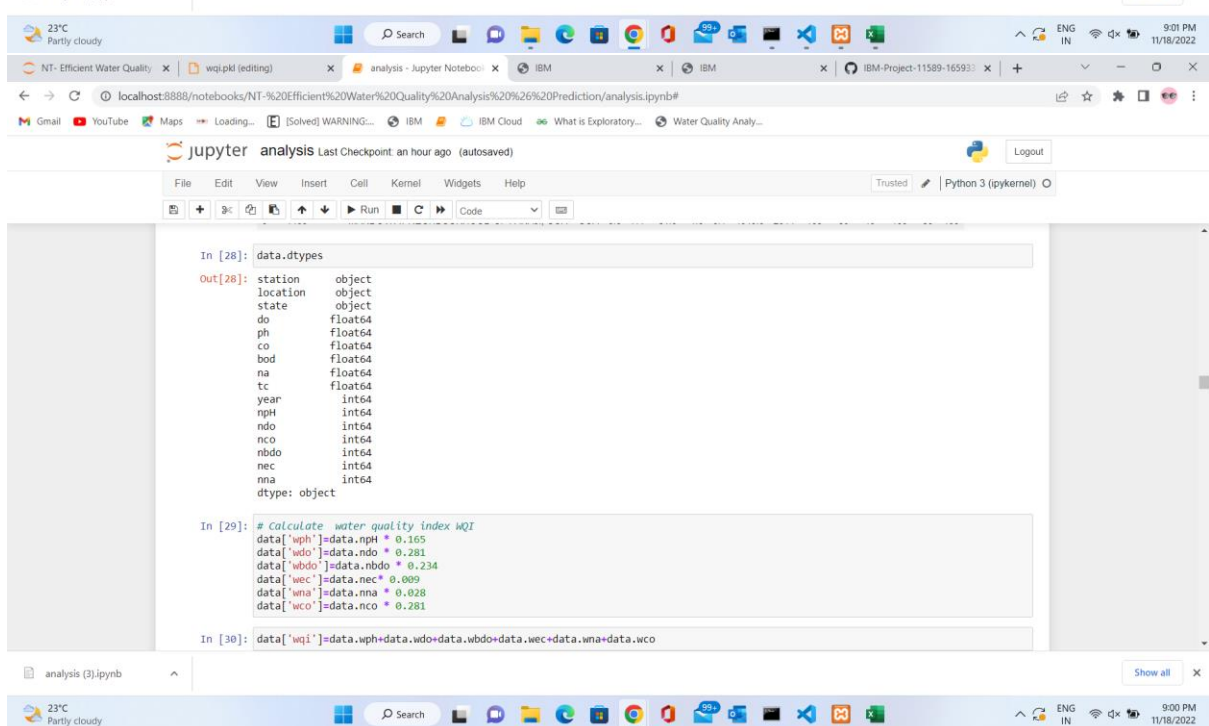 23°C
Partly cloudy
Search
99+
ENG
IN
9:01 PM
11/18/2022
NT- Efficient Water Quality
wqi.pkl (editing)
analysis - Jupyter Notebook
IBM
IBM
IBM-Project-11589-165933
localhost:8888/notebooks/NT-%20Efficient%20Water%20Quality%20Analysis%20%26%20Prediction/analysis.ipynb#
Gmail YouTube Maps Loading... [Solved] WARNING:... IBM IBM Cloud What is Exploratory... Water Quality Analy...
jupyter analysis Last Checkpoint: an hour ago (autosaved)
Logout
File Edit View Insert Cell Kernel Widgets Help
Trusted Python 3 (ipykernel)
Run Code
In [28]: data.dtypes
Out[28]: station object
location object
state object
do float64
ph float64
co float64
bod float64
na float64
tc float64
year int64
npH int64
ndo int64
nco int64
nbdo int64
nec int64
nna int64
dtype: object
In [29]: # Calculate water quality index WQI
data['wph']=data.npH * 0.165
data['wdo']=data.ndo * 0.281
data['wbdo']=data.nbdo * 0.234
data['wec']=data.nec* 0.009
data['wna']=data.nna * 0.028
data['wco']=data.nco * 0.281
In [30]: data['wqi']=data.wph+data.wdo+data.wbdo+data.wec+data.wna+data.wco
analysis (3).ipynb
Show all
23°C
Partly cloudy
Search
99+
ENG
IN
9:00 PM
11/18/2022